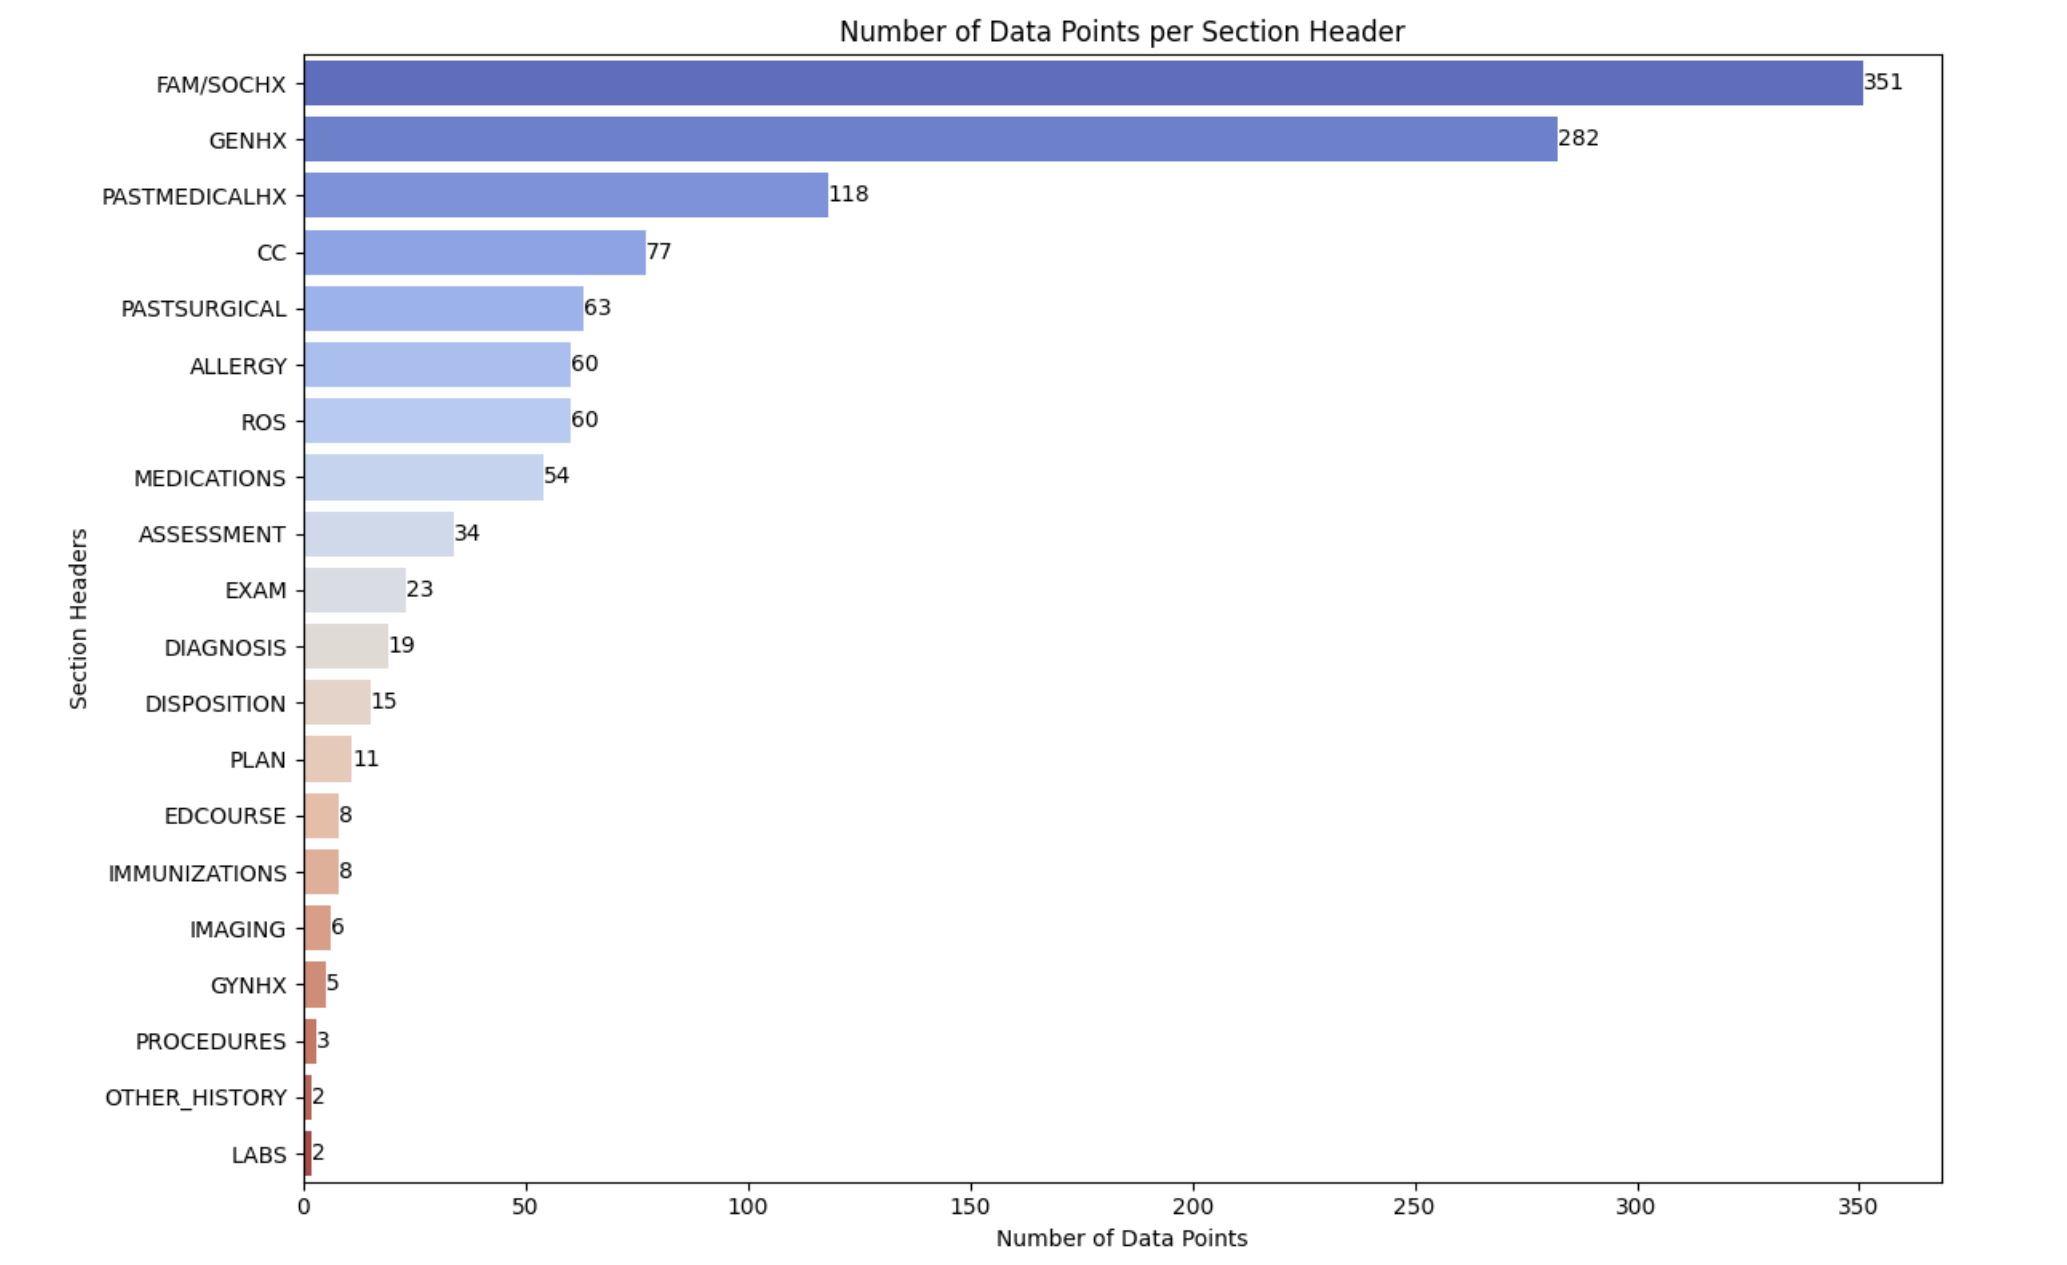 Number of Data Points per Section Header
FAM/SOCHX 351
GENHX 282
PASTMEDICALHX 118
CC 77
PASTSURGICAL 63
ALLERGY 60
ROS 60
MEDICATIONS 54
ASSESSMENT 34
EXAM 23
DIAGNOSIS 19
DISPOSITION 15
PLAN 11
EDCOURSE 8
IMMUNIZATIONS 8
IMAGING 6
GYNHX 5
PROCEDURES 3
OTHER_HISTORY 2
LABS 2
Section Headers
0 50 100 150 200 250 300 350
Number of Data Points